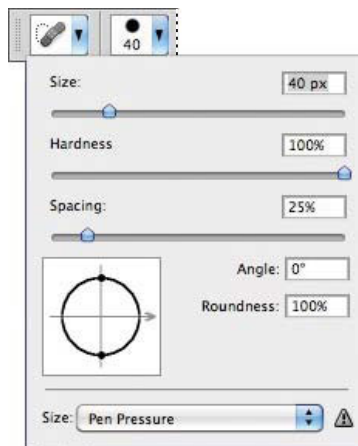 40
Size: 40 px
Hardness 100%
Spacing: 25%
Angle: 0°
Roundness: 100%
Size: Pen Pressure